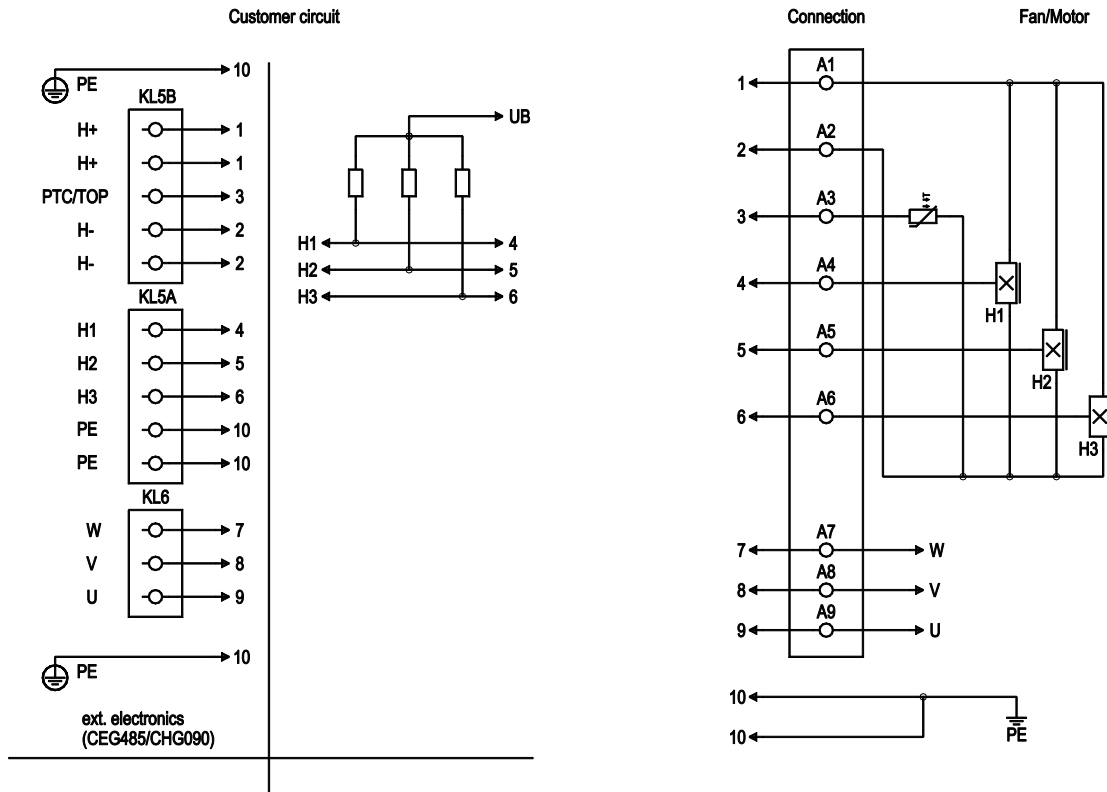 Customer circuit
PE
10
KL5B
H+ 1
H+ 1
PTC/TOP 3
H- 2
H- 2
KL5A
H1 4
H2 5
H3 6
PE 10
PE 10
KL6
W 7
V 8
U 9
PE
10
ext. electronics
(CEG485/CHG090)
UB
H1 4
H2 5
H3 6
Connection
Fan/Motor
1 A1
2 A2
3 A3
T
4 A4
H1
5 A5
H2
6 A6
H3
7 A7 W
8 A8 V
9 A9 U
10
10
PE